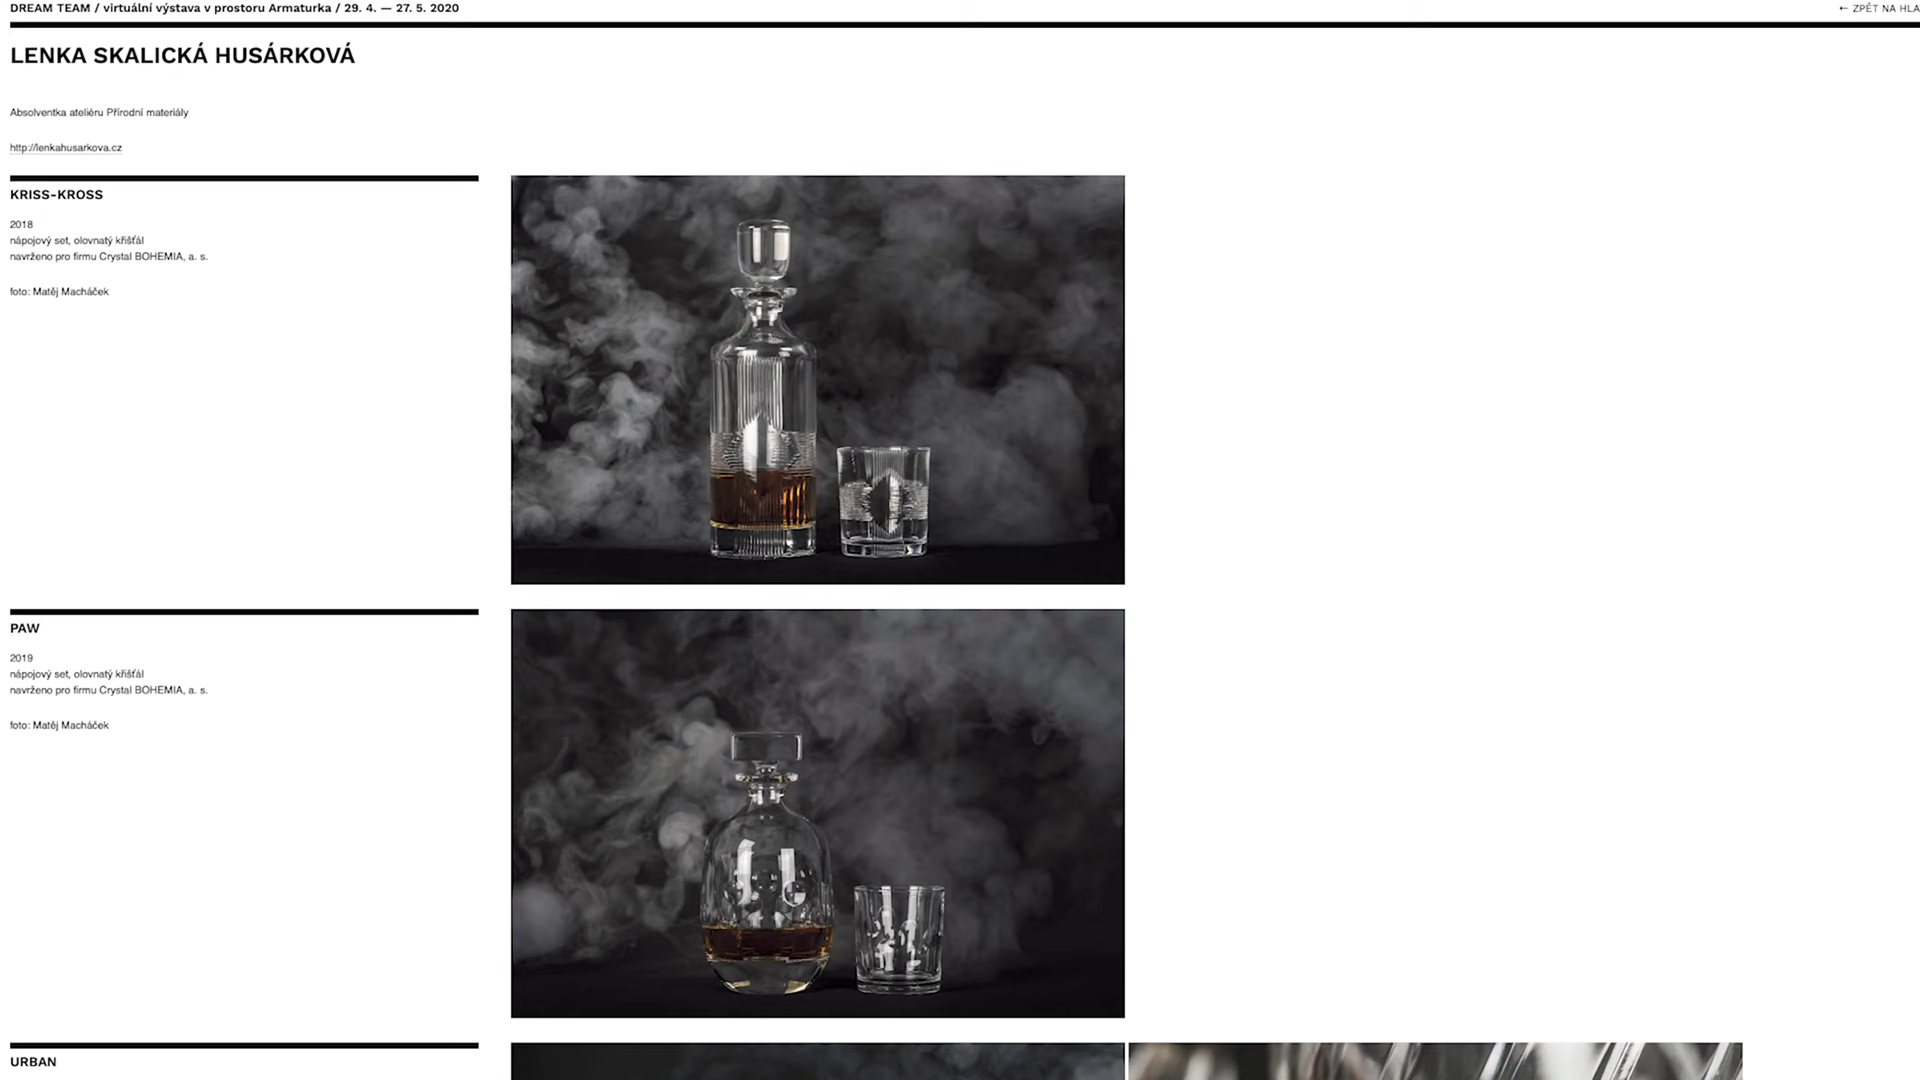 DREAM TEAM / virtuální výstava v prostoru Armaturka / 29. 4. — 27. 5. 2020
← ZPĚT NA HLA
LENKA SKALICKÁ HUSÁRKOVÁ
Absolventka ateliéru Přírodní materiály
http://lenkahusarkova.cz
KRISS-KROSS
2018
nápojový set, olovnatý křišťál
navrženo pro firmu Crystal BOHEMIA, a. s.
foto: Matěj Macháček
PAW
2019
nápojový set, olovnatý křišťál
navrženo pro firmu Crystal BOHEMIA, a. s.
foto: Matěj Macháček
URBAN